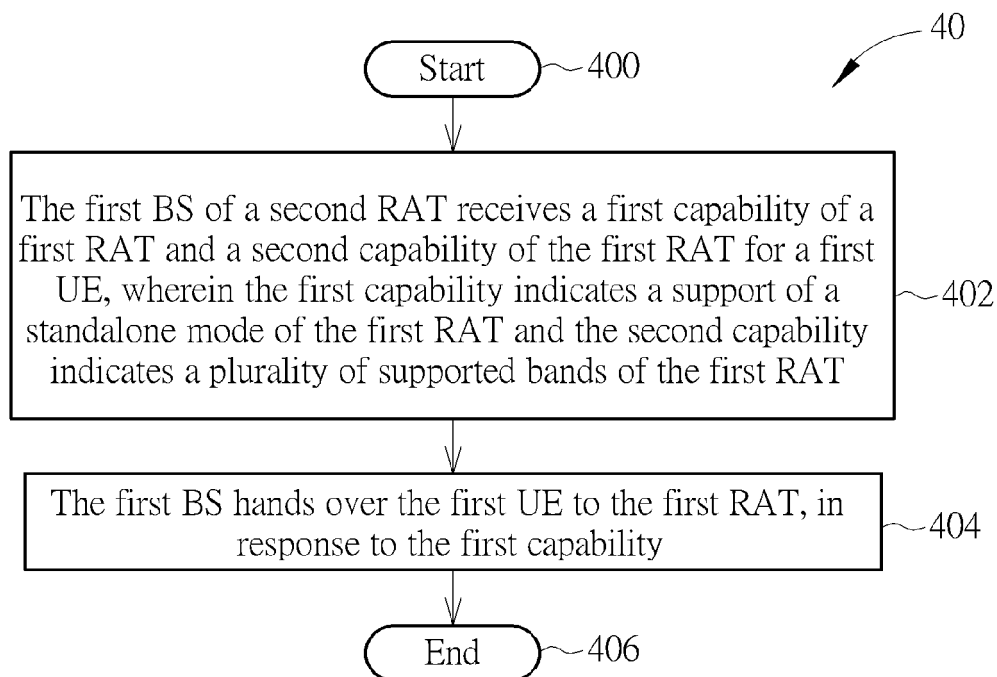 40
Start
400
The first BS of a second RAT receives a first capability of a
first RAT and a second capability of the first RAT for a first
UE, wherein the first capability indicates a support of a
standalone mode of the first RAT and the second capability
indicates a plurality of supported bands of the first RAT
402
The first BS hands over the first UE to the first RAT, in
response to the first capability
404
End
406